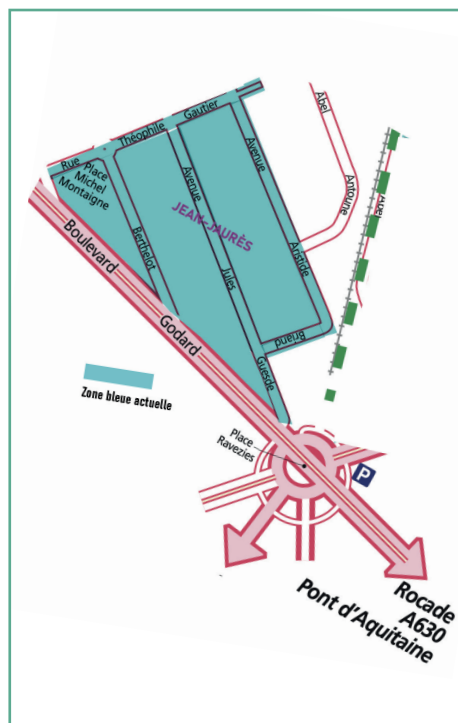 Rue
Théophile
Gautier
Place
Michel
Montaigne
Berthelot
Avenue
Jules
Guesde
JEAN-JAURÈS
Avenue
Aristide
Briand
Abel
Antoune
Boulevard
Godard
Zone bleue actuelle
Place
Ravezies
P
Rocade
A630
Pont d'Aquitaine